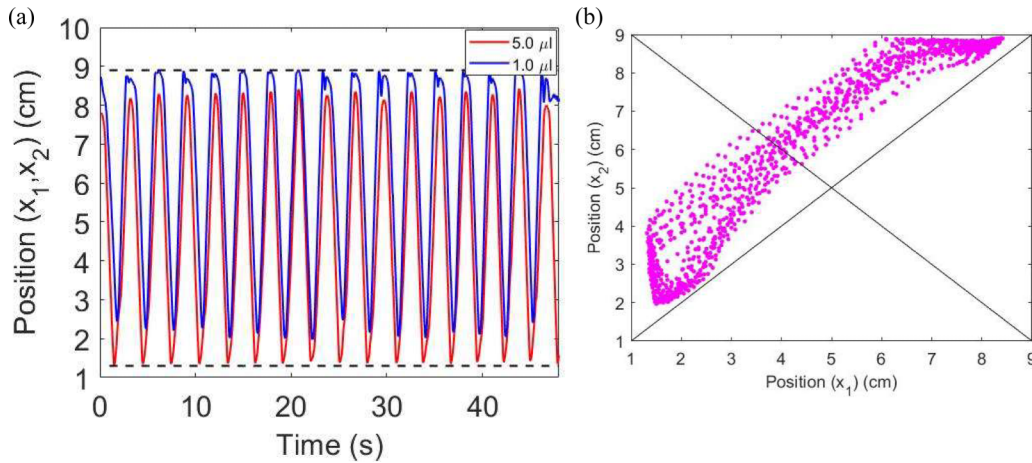 (a)
10
9
8
7
6
5
4
3
2
1
Position (x₁,x₂) (cm)
5.0 μl
1.0 μl
0
10
20
30
40
Time (s)
(b)
9
8
7
6
5
4
3
2
1
Position (x₂) (cm)
1 2 3 4 5 6 7 8 9
Position (x₁) (cm)